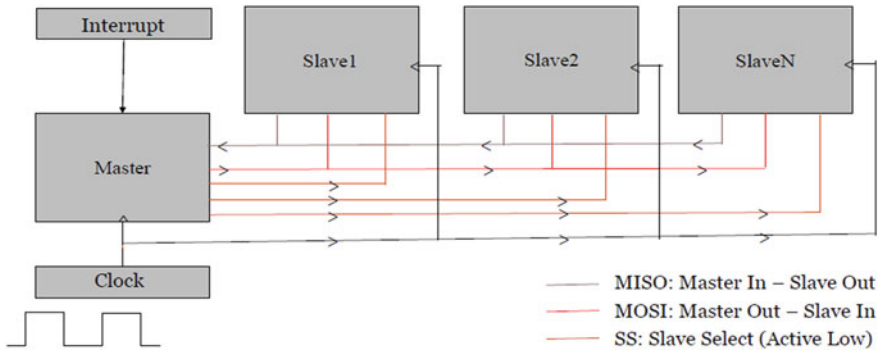 Interrupt
Slave1
Slave2
SlaveN
Master
Clock
MISO: Master In – Slave Out
MOSI: Master Out – Slave In
SS: Slave Select (Active Low)